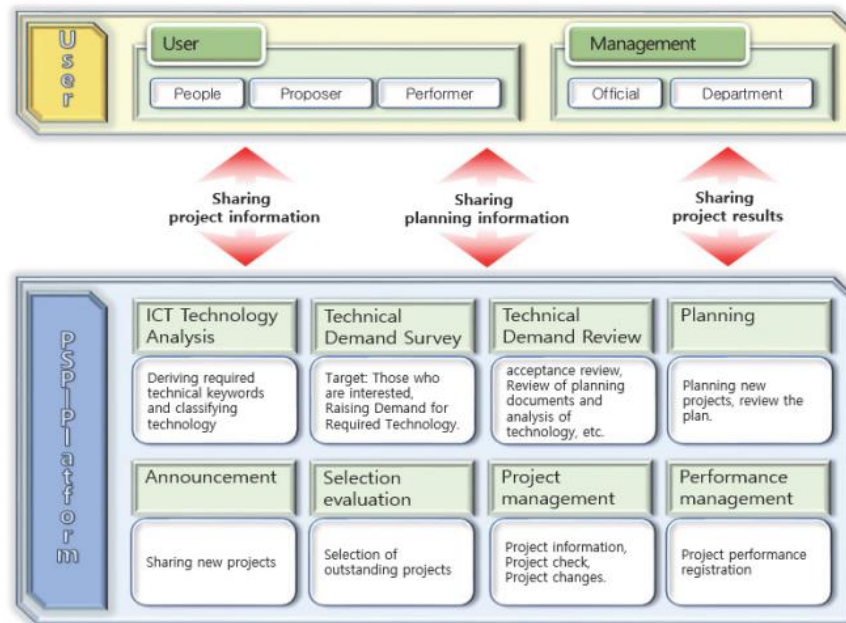 User
User
People
Proposer
Performer
Management
Official
Department
Sharing
project information
Sharing
planning information
Sharing
project results
PSPI Platform
ICT Technology
Analysis
Deriving required
technical keywords
and classifying
technology
Technical
Demand Survey
Target: Those who
are interested,
Raising Demand for
Required Technology.
Technical
Demand Review
acceptance review,
Review of planning
documents and
analysis of
technology, etc.
Planning
Planning new
projects, review the
plan.
Announcement
Sharing new projects
Selection
evaluation
Selection of
outstanding projects
Project
management
Project information,
Project check,
Project changes.
Performance
management
Project performance
registration